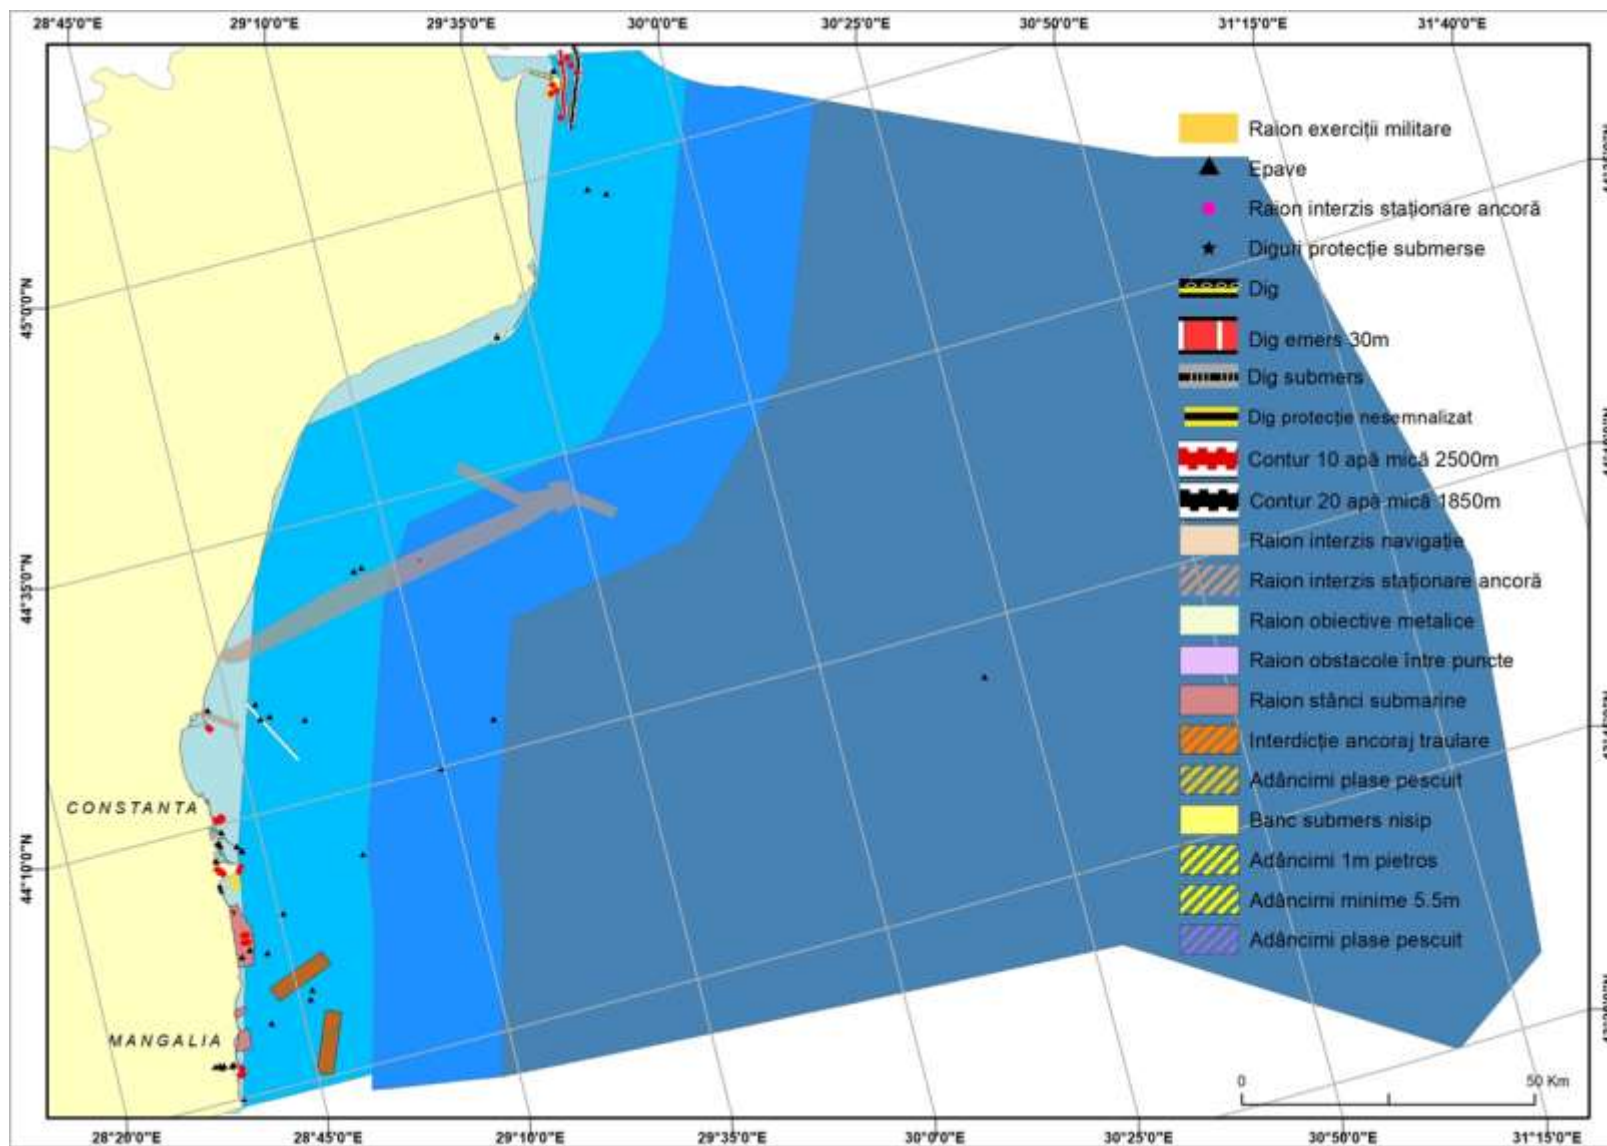 28°45'0"E 29°10'0"E 29°35'0"E 30°0'0"E 30°25'0"E 30°50'0"E 31°15'0"E 31°40'0"E
Raion exerciții militare
Epave
Raion interzis staționare ancoră
Diguri protecție submerse
Dig
45°0'0"N
Dig emers 30m
Dig submers
Dig protecție nesemnalizat
Contur 10 apă mică 2500m
Contur 20 apă mică 1850m
Raion interzis navigație
44°35'0"N
Raion interzis staționare ancoră
Raion obiective metalice
Raion obstacole între puncte
Raion stânci submarine
Interdicție ancoraj traulare
Adâncimi plase pescuit
CONSTANTA
Banc submers nisip
44°10'0"N
Adâncimi 1m pietros
Adâncimi minime 5.5m
Adâncimi plase pescuit
MANGALIA
0 50 Km
28°20'0"E 28°45'0"E 29°10'0"E 29°35'0"E 30°0'0"E 30°25'0"E 30°50'0"E 31°15'0"E